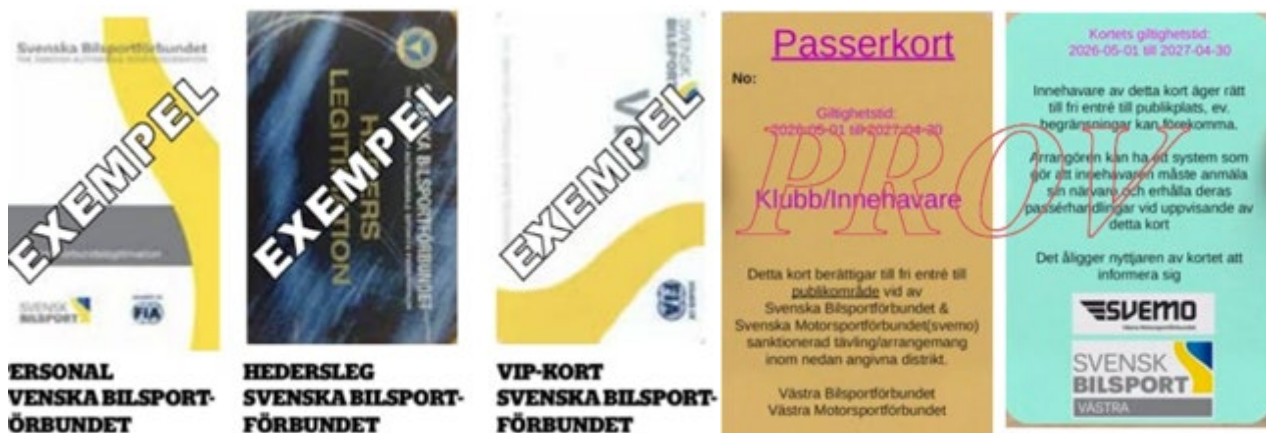 Svenska Bilsportförbundet
EXEMPEL
SVENSK
BILSPORT
FIA
HEDERS
LEGITIMATION
SVENSKA BILSPORTFÖRBUNDET
EXEMPEL
SVENSK
VIP
EXEMPEL
FIA
ERSONAL
VENSKA BILSPORT-
ÖRBUNDET
HEDERSLEG
SVENSKA BILSPORT-
FÖRBUNDET
VIP-KORT
SVENSKA BILSPORT-
FÖRBUNDET
Passerkort
No:
Giltighetstid:
2026-05-01 till 2027-04-30
Klubb/Innehavare
PROV
Detta kort berättigar till fri entré till
publikområde vid av
Svenska Bilsportförbundet &
Svenska Motorsportförbundet(svemo)
sanktionerad tävling/arrangemang
inom nedan angivna distrikt.
Västra Bilsportförbundet
Västra Motorsportförbundet
Kortets giltighetstid:
2026-05-01 till 2027-04-30
Innehavare av detta kort äger rätt
till fri entré till publikplats, ev.
begränsningar kan förekomma.
Arrangören kan ha ett system som
gör att innehavaren måste anmäla
sin närvaro och erhålla deras
passerhandlingar vid uppvisande av
detta kort
Det åligger nyttjaren av kortet att
informera sig
SVEMO
Västra Motorsportförbundet
SVENSK
BILSPORT
VÄSTRA